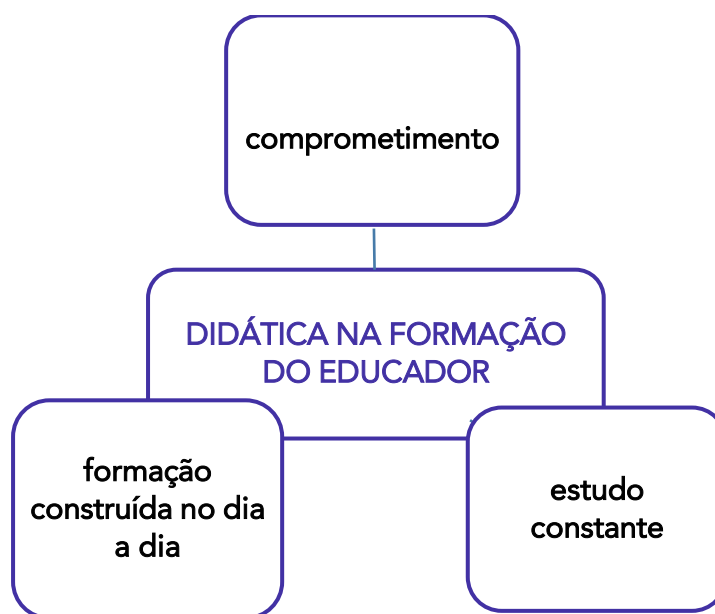 comprometimento
DIDÁTICA NA FORMAÇÃO
DO EDUCADOR
formação
construída no dia
a dia
estudo
constante